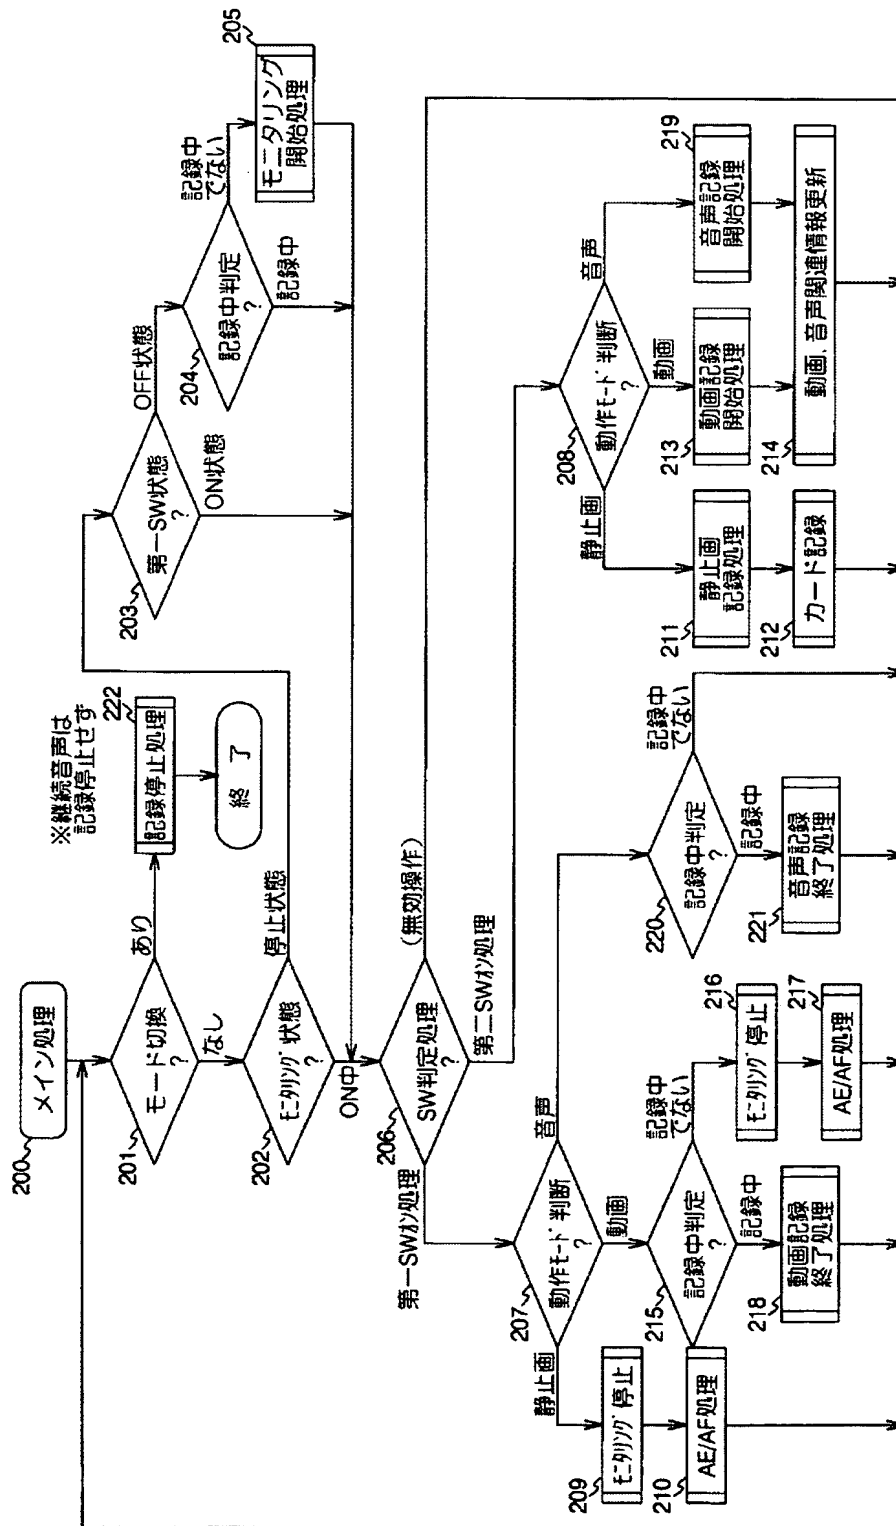 200
メイン処理
201
モード切換
?
あり
なし
※継続音声は
記録停止せず
222
記録停止処理
終 了
202
ﾓﾆﾀﾘﾝｸﾞ状態
?
停止状態
ON中
203
第一SW状態
?
OFF状態
ON状態
204
記録中判定
?
記録中
でない
記録中
205
モニタリング
開始処理
206
SW判定処理
?
(無効操作)
第一SWｵﾝ処理
第二SWｵﾝ処理
207
動作ﾓｰﾄﾞ判断
?
静止画
動画
音声
208
動作ﾓｰﾄﾞ判断
?
静止画
動画
音声
209
ﾓﾆﾀﾘﾝｸﾞ停止
210
AE/AF処理
215
記録中判定
?
記録中
でない
記録中
216
ﾓﾆﾀﾘﾝｸﾞ停止
217
AE/AF処理
218
動画記録
終了処理
220
記録中判定
?
記録中
でない
記録中
221
音声記録
終了処理
211
静止画
記録処理
212
カード記録
213
動画記録
開始処理
219
音声記録
開始処理
214
動画、音声関連情報更新